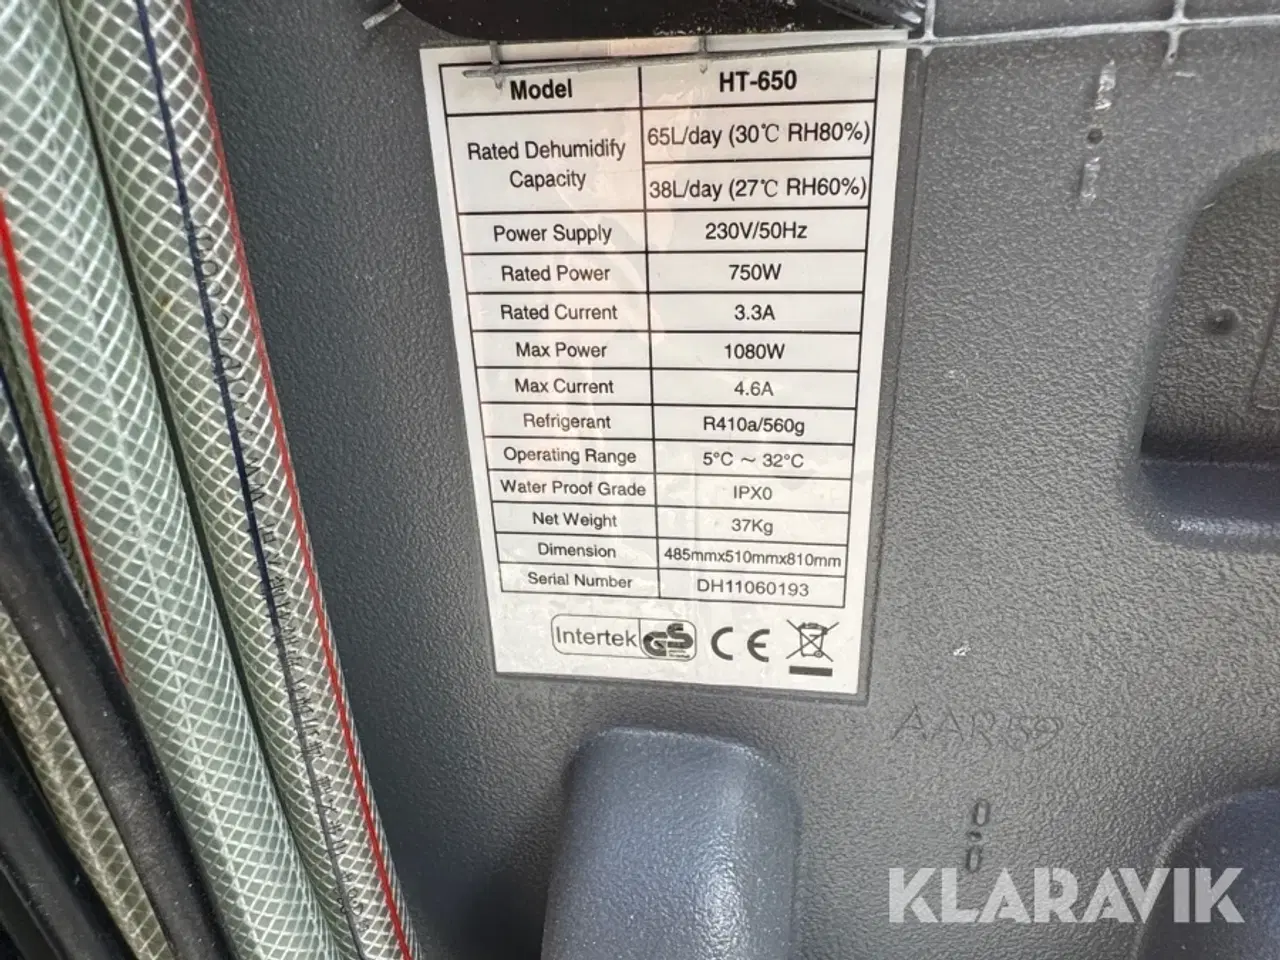 Model HT-650
Rated Dehumidify Capacity 65L/day (30℃ RH80%)
38L/day (27℃ RH60%)
Power Supply 230V/50Hz
Rated Power 750W
Rated Current 3.3A
Max Power 1080W
Max Current 4.6A
Refrigerant R410a/560g
Operating Range 5°C ~ 32°C
Water Proof Grade IPX0
Net Weight 37Kg
Dimension 485mmx510mmx810mm
Serial Number DH11060193
Intertek GS CE
KLARAVIK